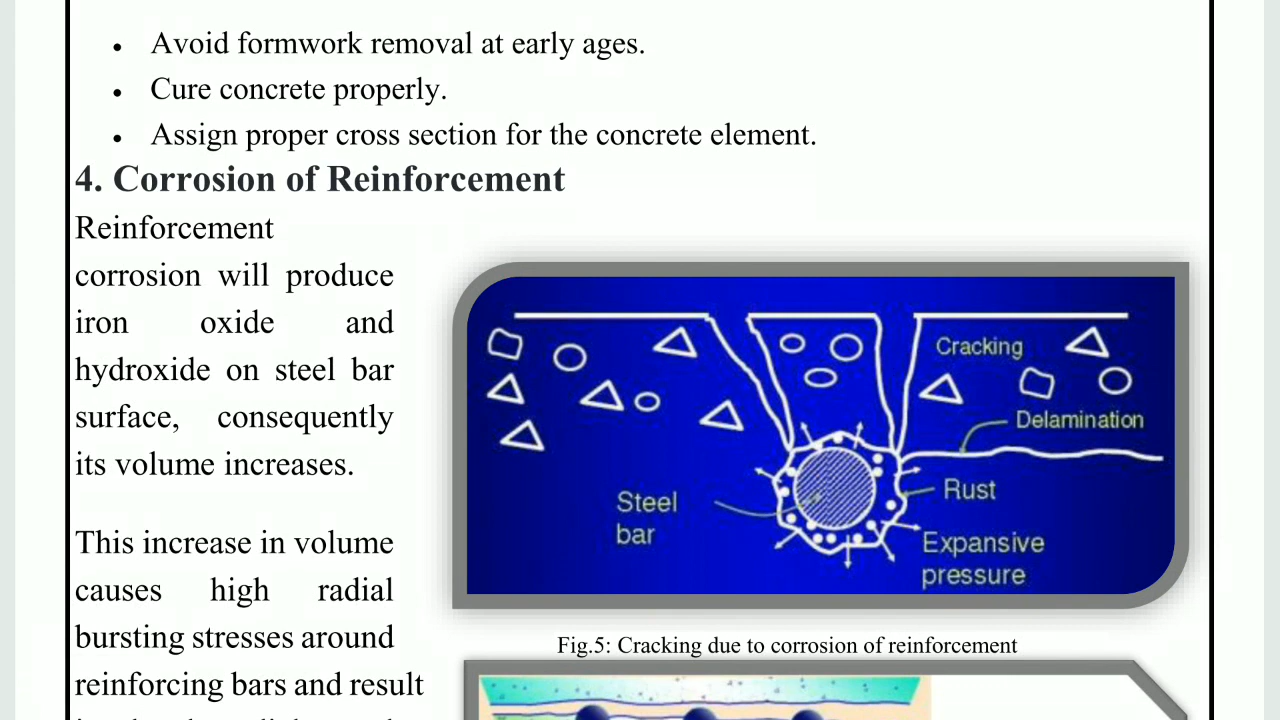 • Avoid formwork removal at early ages.
• Cure concrete properly.
• Assign proper cross section for the concrete element.
4. Corrosion of Reinforcement
Reinforcement
corrosion will produce
iron oxide and
hydroxide on steel bar
surface, consequently
its volume increases.
This increase in volume
causes high radial
bursting stresses around
reinforcing bars and result
Cracking
Delamination
Steel
bar
Rust
Expansive
pressure
Fig.5: Cracking due to corrosion of reinforcement